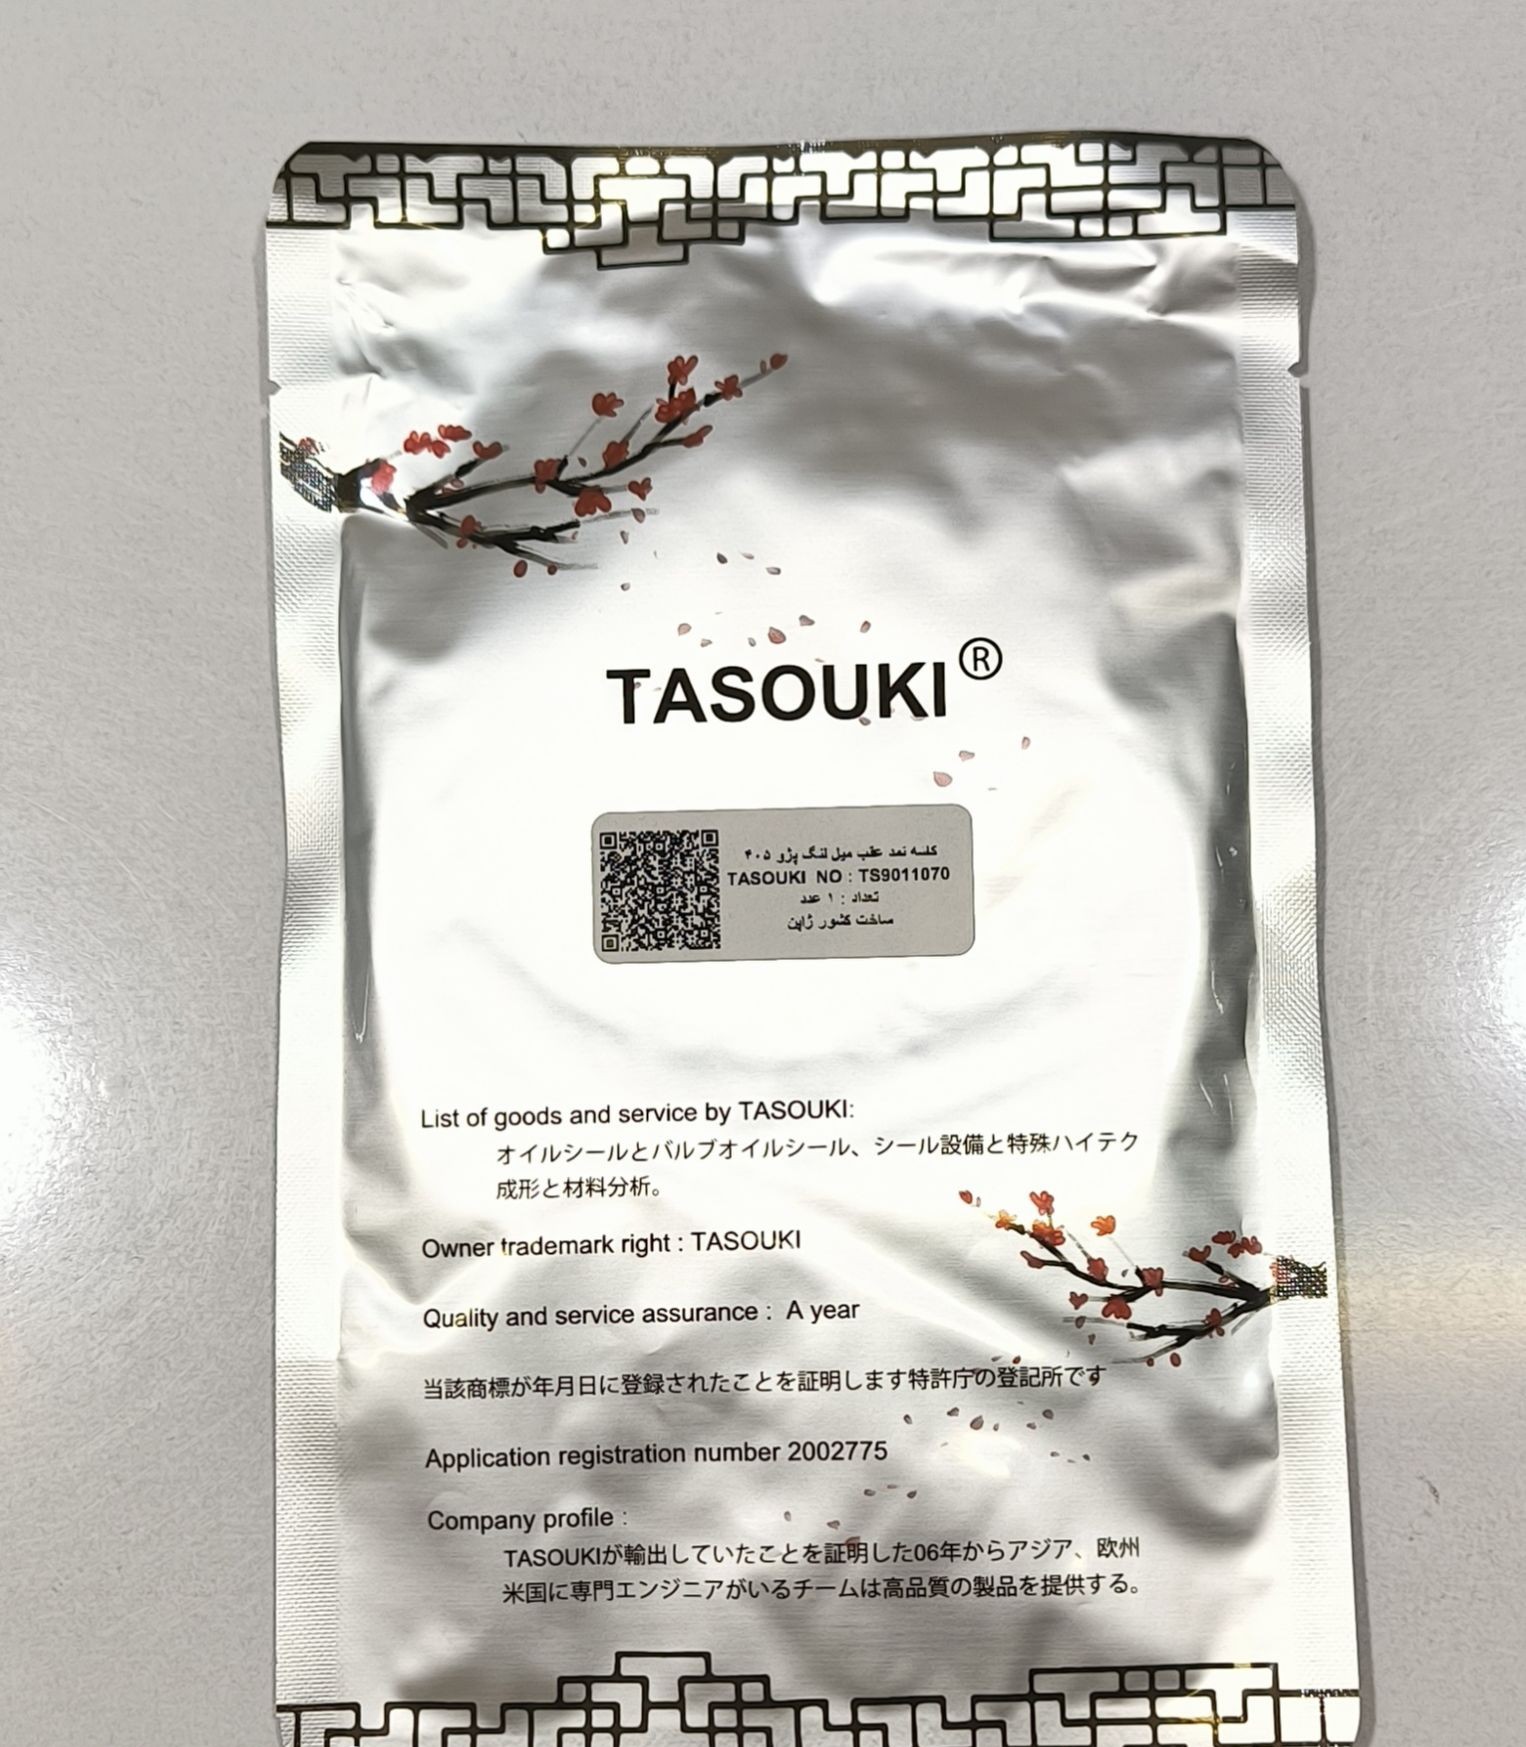 TASOUKI®
کاسه نمد عقب میل لنگ پژو ۴۰۵
TASOUKI NO : TS9011070
تعداد : ۱ عدد
ساخت کشور ژاپن
List of goods and service by TASOUKI:
オイルシールとバルブオイルシール、シール設備と特殊ハイテク
成形と材料分析。
Owner trademark right : TASOUKI
Quality and service assurance : A year
当該商標が年月日に登録されたことを証明します特許庁の登記所です
Application registration number 2002775
Company profile :
TASOUKIが輸出していたことを証明した06年からアジア、欧州
米国に専門エンジニアがいるチームは高品質の製品を提供する。